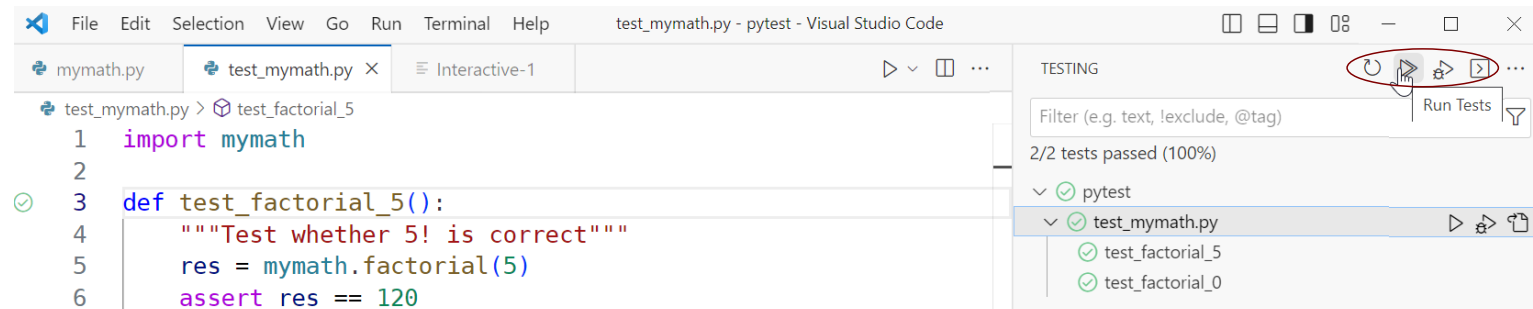 File Edit Selection View Go Run Terminal Help test_mymath.py - pytest - Visual Studio Code
mymath.py test_mymath.py Interactive-1
test_mymath.py > test_factorial_5
1 import mymath
2
3 def test_factorial_5():
4 """Test whether 5! is correct"""
5 res = mymath.factorial(5)
6 assert res == 120
TESTING
Run Tests
Filter (e.g. text, !exclude, @tag)
2/2 tests passed (100%)
pytest
test_mymath.py
test_factorial_5
test_factorial_0